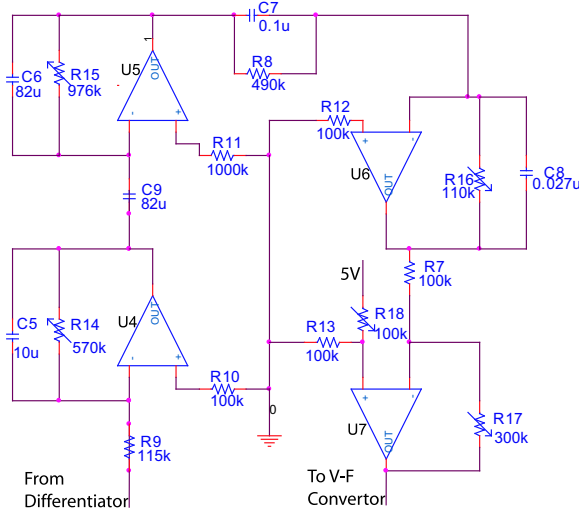 C7
0.1u
1
R8
490k
C6
82u
R15
976k
U5
OUT
- +
R12
100k
R11
1000k
+ -
U6
OUT
R16
110k
C8
0.027u
C9
82u
5V
R7
100k
R18
100k
C5
10u
R14
570k
U4
OUT
- +
R13
100k
R10
100k
0
+ -
U7
OUT
R17
300k
R9
115k
From
Differentiator
To V-F
Convertor